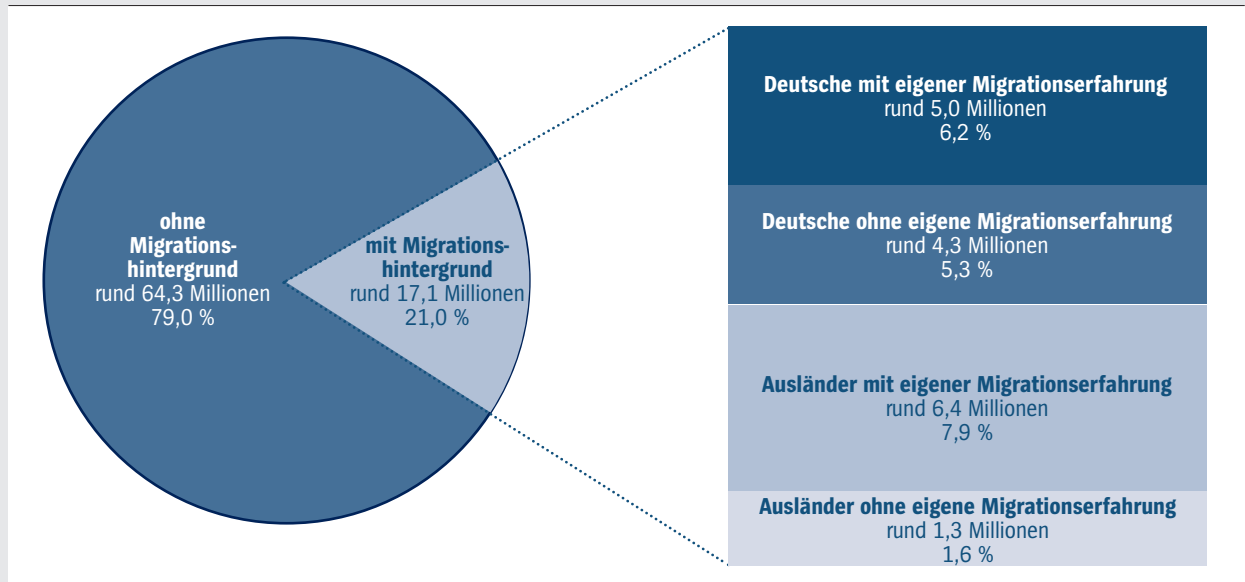 ohne
Migrations-
hintergrund
rund 64,3 Millionen
79,0 %
mit Migrations-
hintergrund
rund 17,1 Millionen
21,0 %
Deutsche mit eigener Migrationserfahrung
rund 5,0 Millionen
6,2 %
Deutsche ohne eigene Migrationserfahrung
rund 4,3 Millionen
5,3 %
Ausländer mit eigener Migrationserfahrung
rund 6,4 Millionen
7,9 %
Ausländer ohne eigene Migrationserfahrung
rund 1,3 Millionen
1,6 %